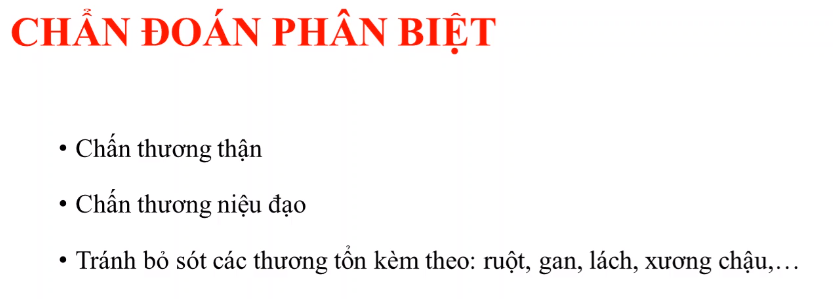 CHẨN ĐOÁN PHÂN BIỆT
• Chấn thương thận
• Chấn thương niệu đạo
• Tránh bỏ sót các thương tổn kèm theo: ruột, gan, lách, xương chậu,…